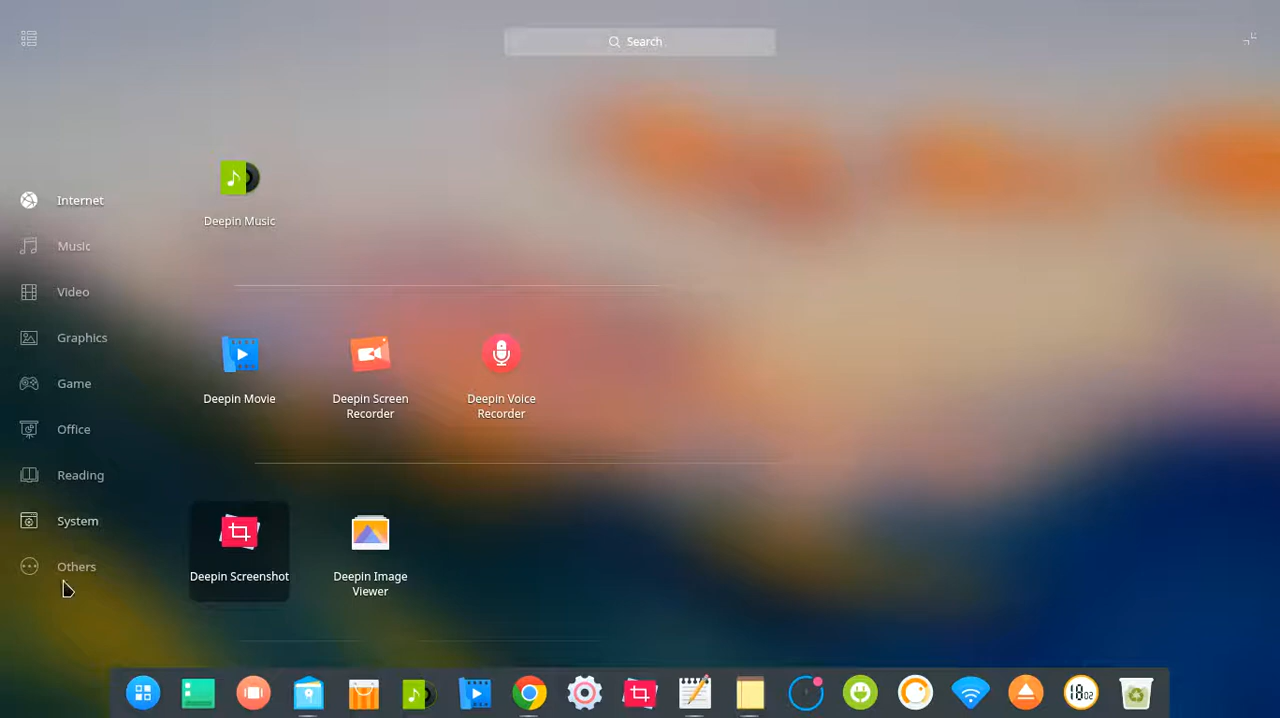 Search
Internet
Music
Video
Graphics
Game
Office
Reading
System
Others
Deepin Music
Deepin Movie
Deepin Screen
Recorder
Deepin Voice
Recorder
Deepin Screenshot
Deepin Image
Viewer
1802